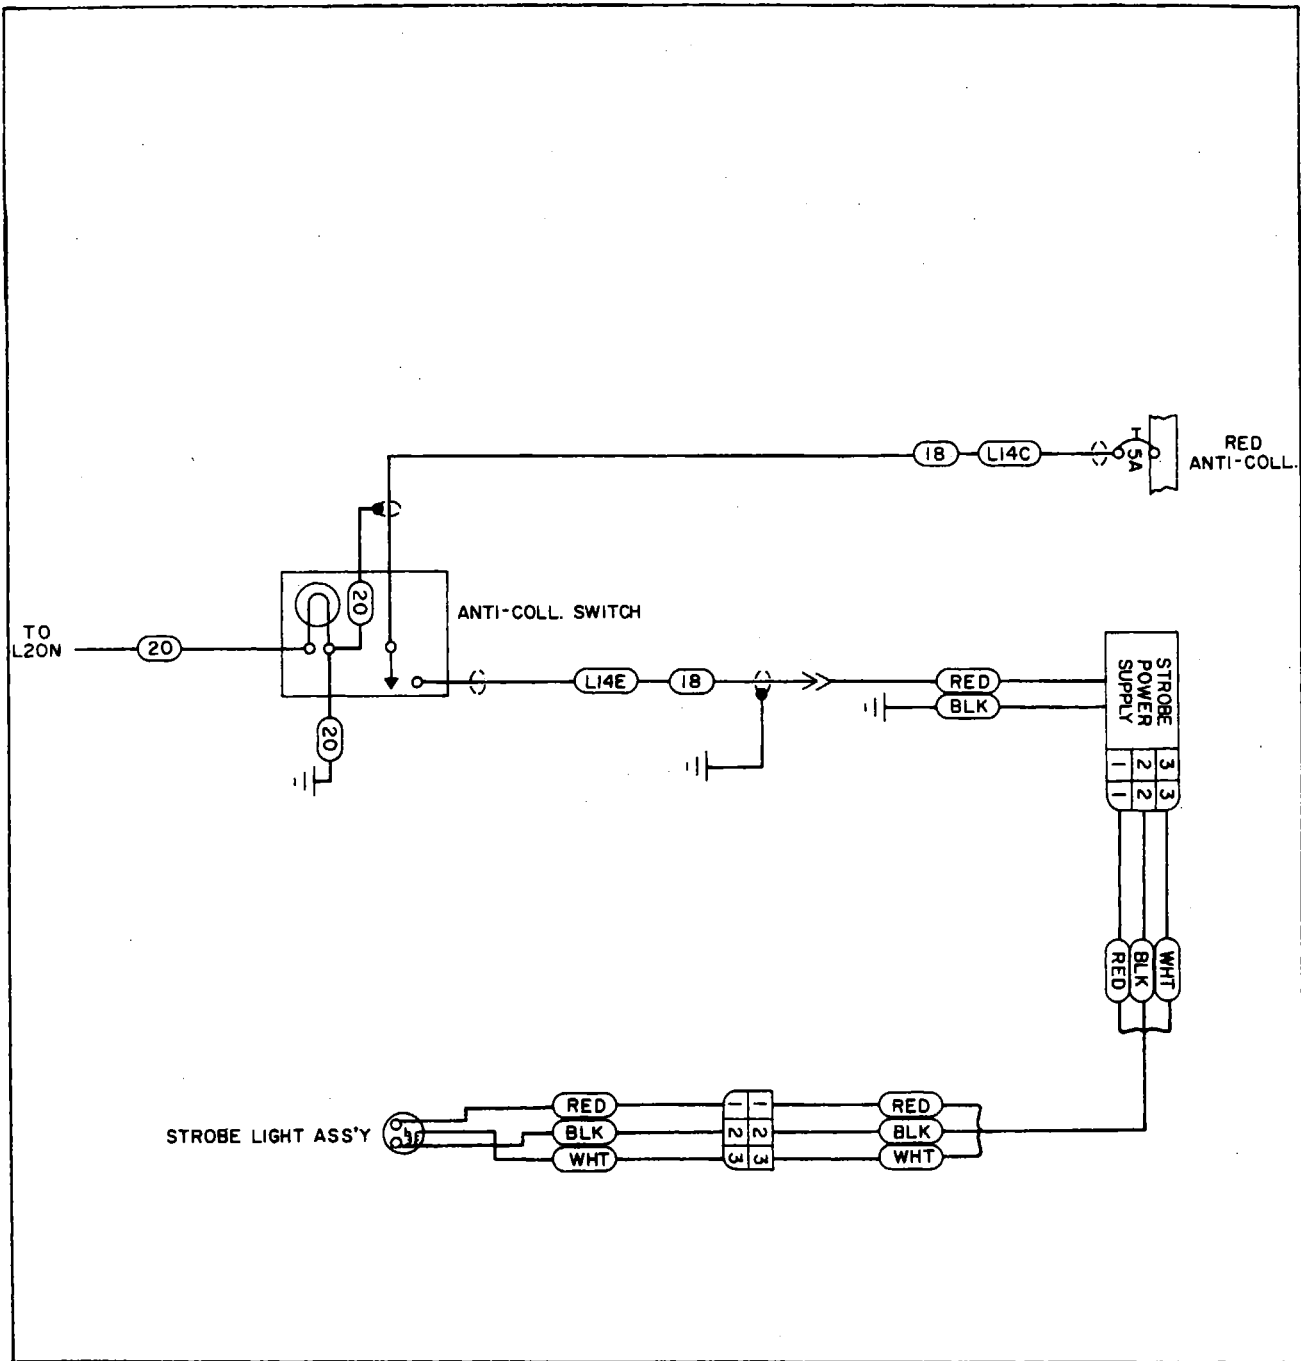 RED
ANTI-COLL.
18
L14C
5A
20
ANTI-COLL. SWITCH
TO
L20N
20
20
L14E
18
RED
BLK
STROBE
POWER
SUPPLY
1 2 3
1 2 3
RED
BLK
WHT
STROBE LIGHT ASS'Y
RED 1 1 RED
BLK 2 2 BLK
WHT 3 3 WHT